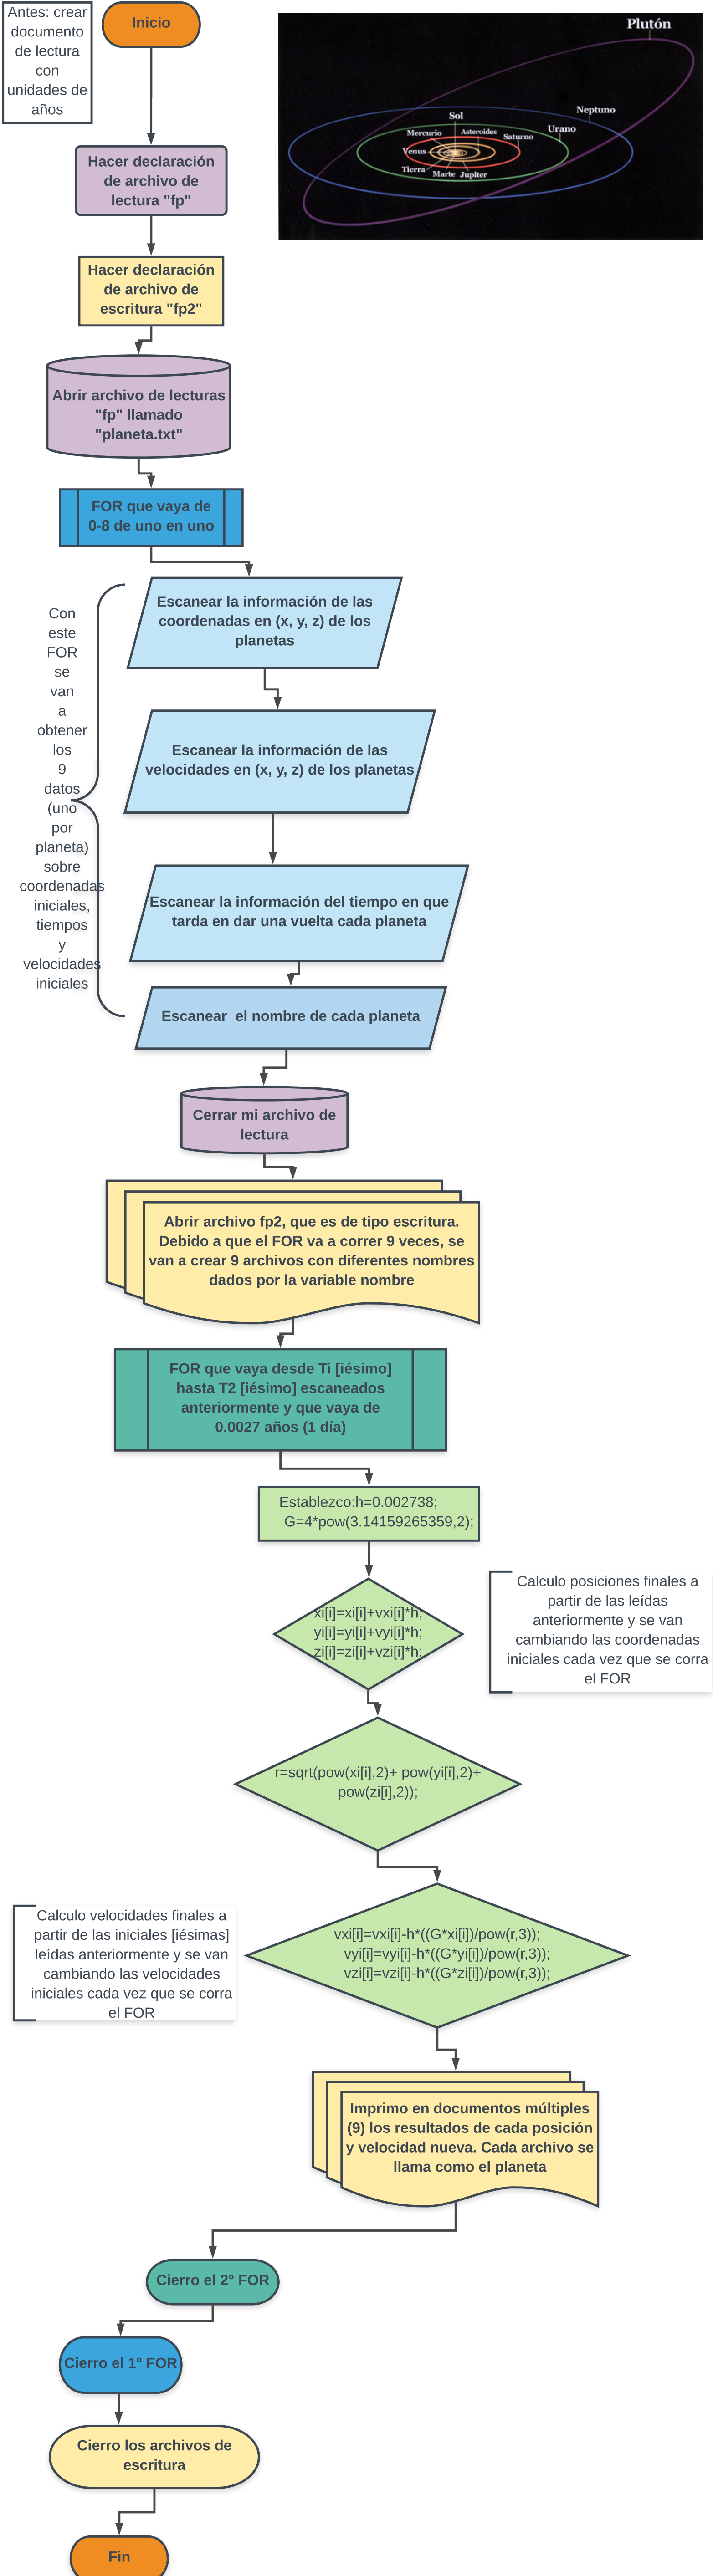 Antes: crear
documento
de lectura
con
unidades de
años
Inicio
Plutón
Neptuno
Sol
Urano
Mercurio
Asteroides
Saturno
Venus
Tierra
Marte
Jupiter
Hacer declaración
de archivo de
lectura "fp"
Hacer declaración
de archivo de
escritura "fp2"
Abrir archivo de lecturas
"fp" llamado
"planeta.txt"
FOR que vaya de
0-8 de uno en uno
Con
este
FOR
se
van
a
obtener
los
9
datos
(uno
por
planeta)
sobre
coordenadas
iniciales,
tiempos
y
velocidades
iniciales
Escanear la información de las
coordenadas en (x, y, z) de los
planetas
Escanear la información de las
velocidades en (x, y, z) de los planetas
Escanear la información del tiempo en que
tarda en dar una vuelta cada planeta
Escanear  el nombre de cada planeta
Cerrar mi archivo de
lectura
Abrir archivo fp2, que es de tipo escritura.
Debido a que el FOR va a correr 9 veces, se
van a crear 9 archivos con diferentes nombres
dados por la variable nombre
FOR que vaya desde Ti [iésimo]
hasta T2 [iésimo] escaneados
anteriormente y que vaya de
0.0027 años (1 día)
Establezco:h=0.002738;
G=4*pow(3.14159265359,2);
xi[i]=xi[i]+vxi[i]*h;
yi[i]=yi[i]+vyi[i]*h;
zi[i]=zi[i]+vzi[i]*h;
Calculo posiciones finales a
partir de las leídas
anteriormente y se van
cambiando las coordenadas
iniciales cada vez que se corra
el FOR
r=sqrt(pow(xi[i],2)+ pow(yi[i],2)+
pow(zi[i],2));
Calculo velocidades finales a
partir de las iniciales [iésimas]
leídas anteriormente y se van
cambiando las velocidades
iniciales cada vez que se corra
el FOR
vxi[i]=vxi[i]-h*((G*xi[i])/pow(r,3));
vyi[i]=vyi[i]-h*((G*yi[i])/pow(r,3));
vzi[i]=vzi[i]-h*((G*zi[i])/pow(r,3));
Imprimo en documentos múltiples
(9) los resultados de cada posición
y velocidad nueva. Cada archivo se
llama como el planeta
Cierro el 2° FOR
Cierro el 1° FOR
Cierro los archivos de
escritura
Fin